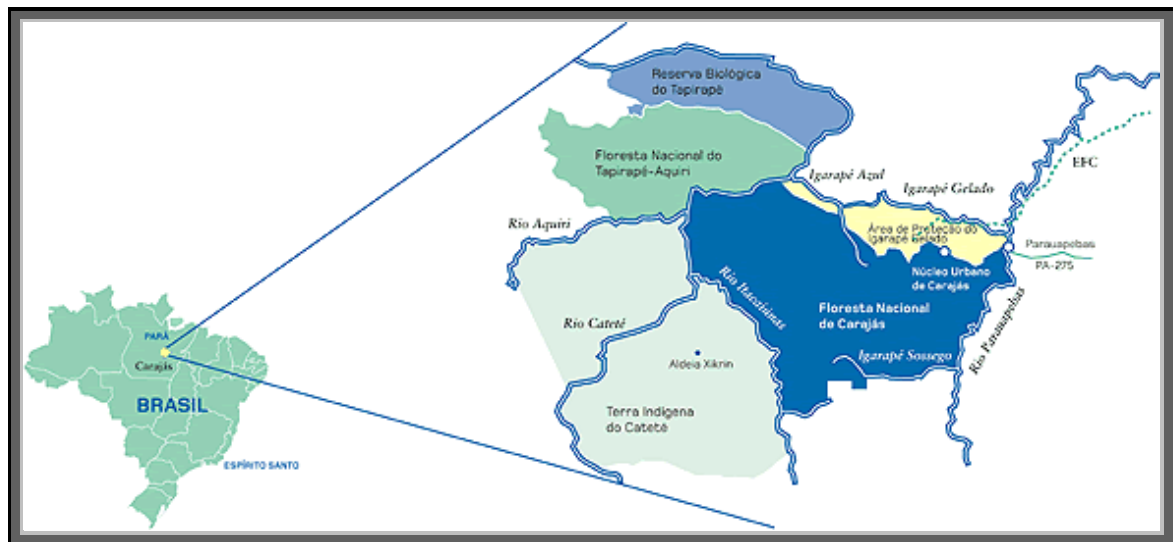 Reserva Biológica
do Tapirapé
Floresta Nacional do
Tapirapé-Aquiri
Igarapé Azul
Igarapé Gelado
EFC
Rio Aquiri
Área de Proteção do
Igarapé Gelado
Parauapebas
PA-275
Núcleo Urbano
de Carajás
Rio Itacaiúnas
Floresta Nacional
de Carajás
Rio Parauapebas
Rio Cateté
Igarapé Sossego
Aldeia Xikrin
Terra Indígena
do Cateté
PARÁ
Carajás
BRASIL
ESPÍRITO SANTO